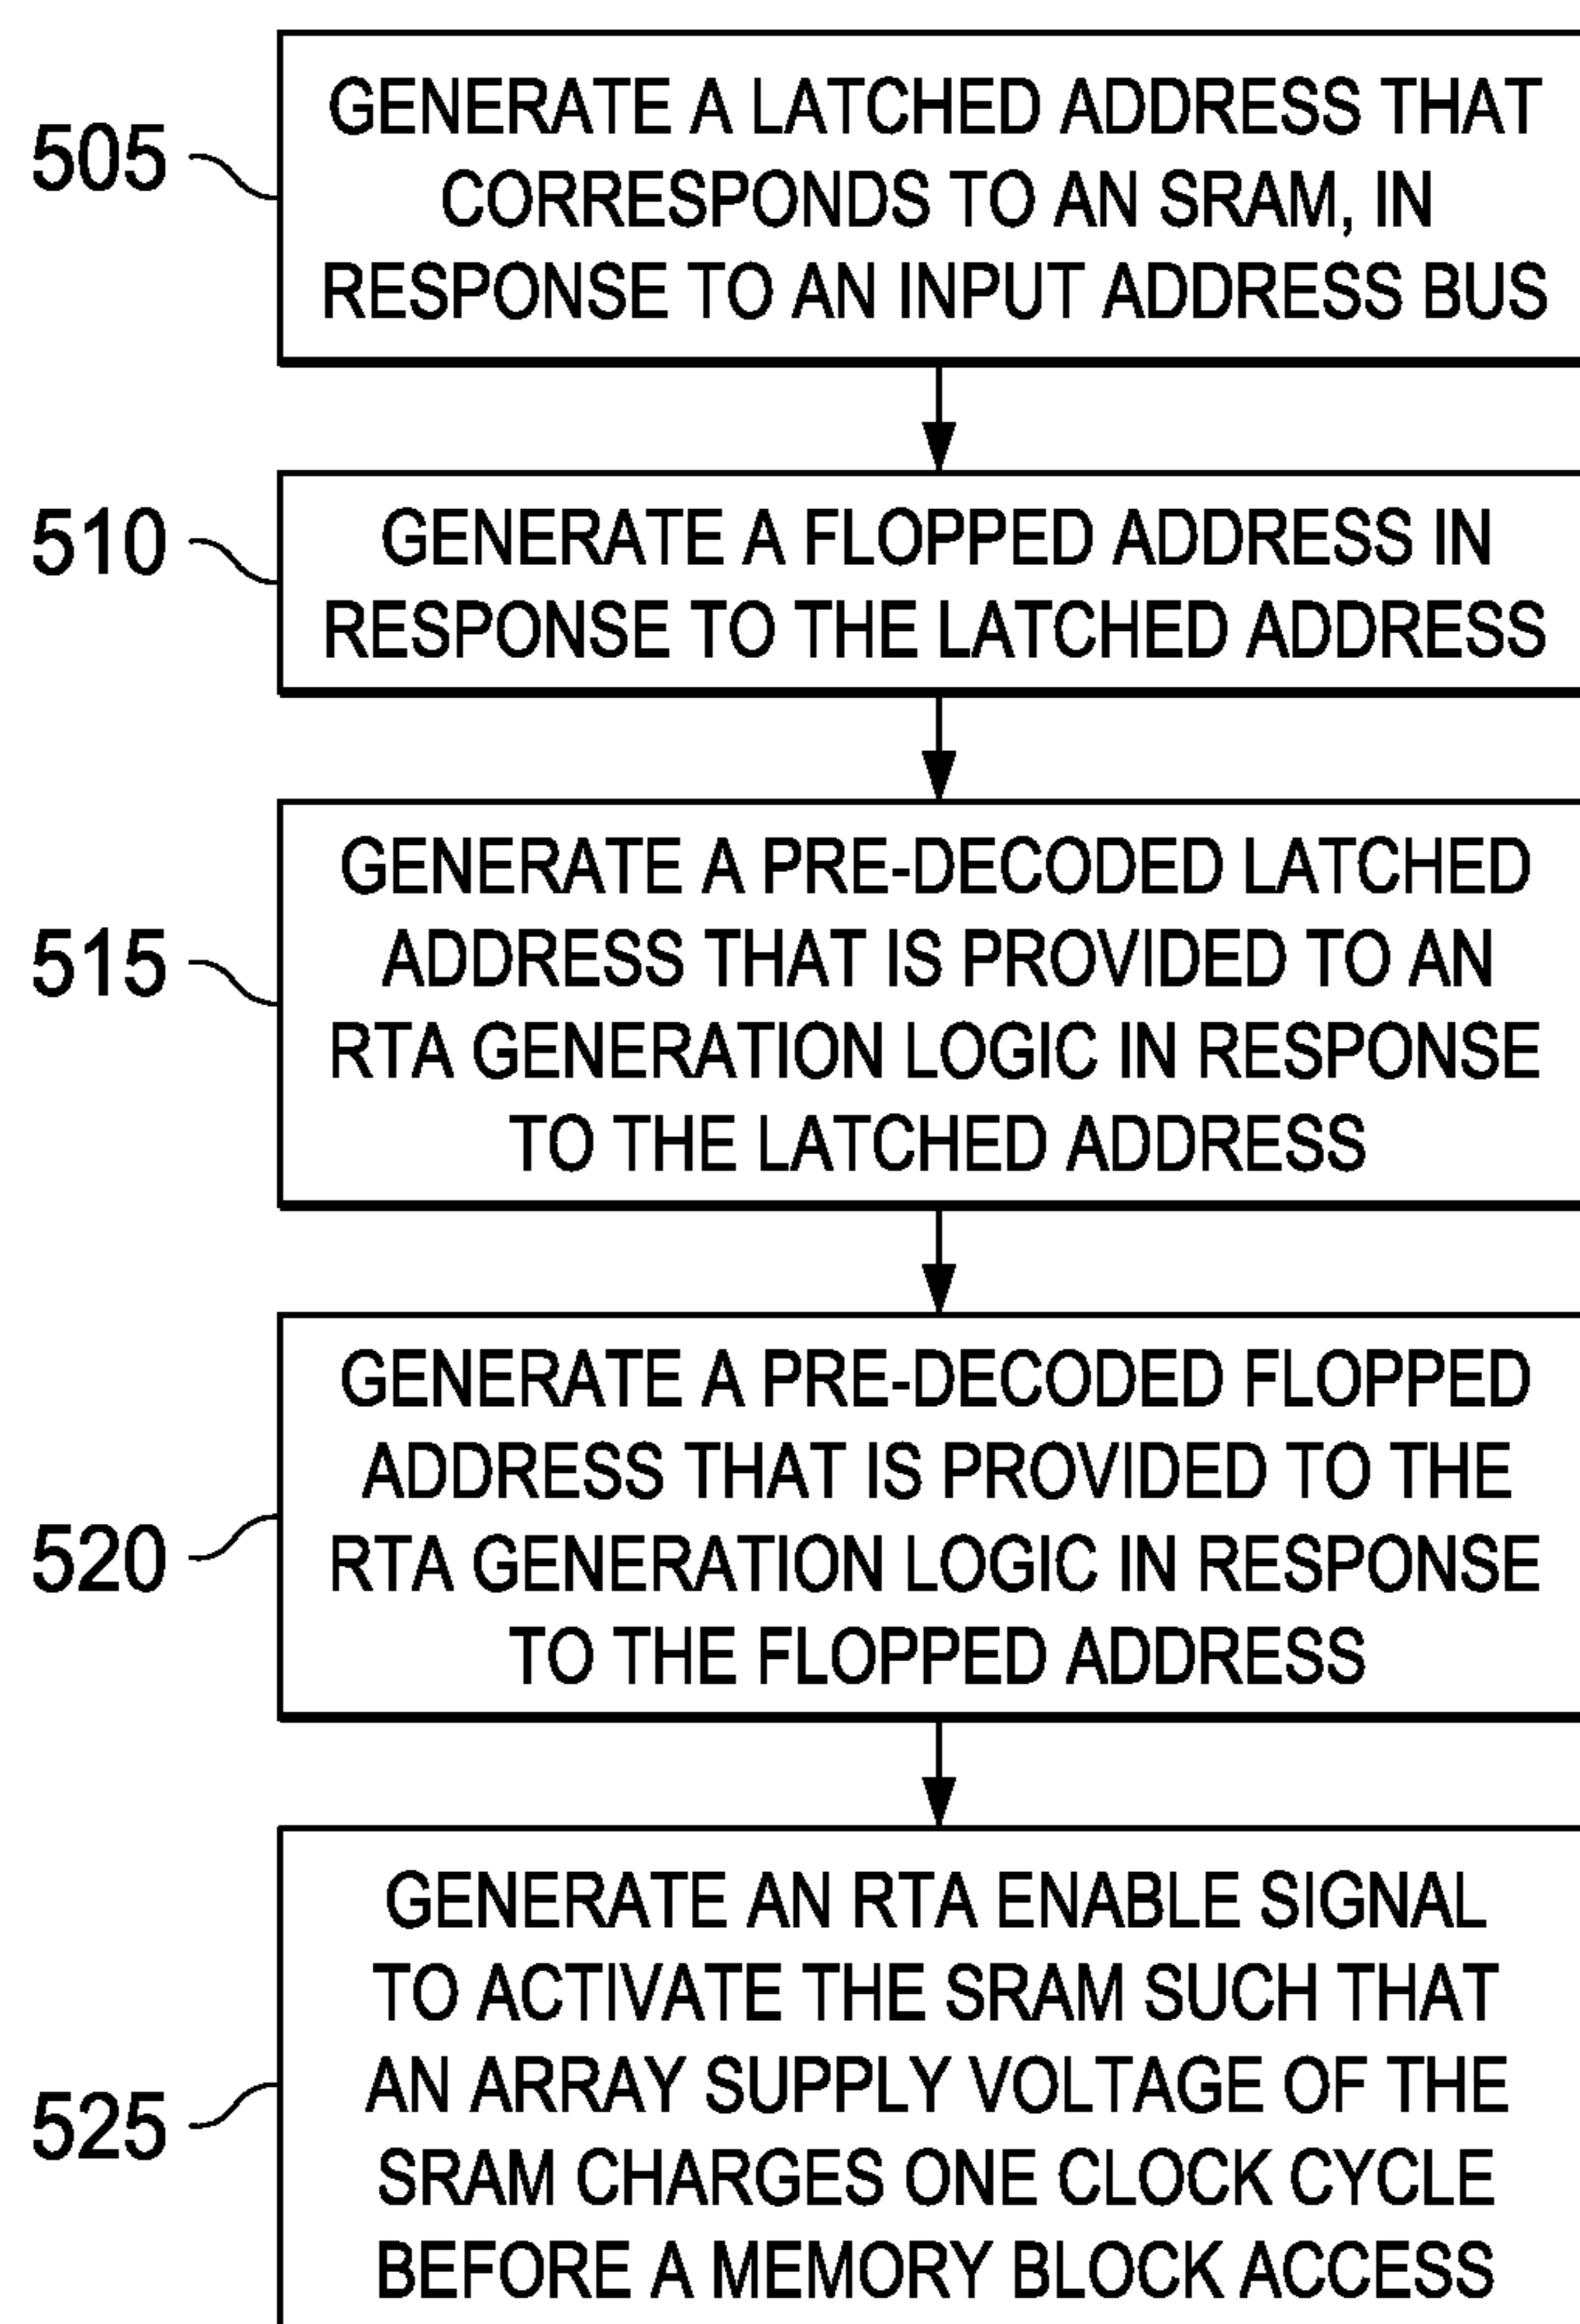 505
GENERATE A LATCHED ADDRESS THAT
CORRESPONDS TO AN SRAM, IN
RESPONSE TO AN INPUT ADDRESS BUS
510
GENERATE A FLOPPED ADDRESS IN
RESPONSE TO THE LATCHED ADDRESS
515
GENERATE A PRE-DECODED LATCHED
ADDRESS THAT IS PROVIDED TO AN
RTA GENERATION LOGIC IN RESPONSE
TO THE LATCHED ADDRESS
520
GENERATE A PRE-DECODED FLOPPED
ADDRESS THAT IS PROVIDED TO THE
RTA GENERATION LOGIC IN RESPONSE
TO THE FLOPPED ADDRESS
525
GENERATE AN RTA ENABLE SIGNAL
TO ACTIVATE THE SRAM SUCH THAT
AN ARRAY SUPPLY VOLTAGE OF THE
SRAM CHARGES ONE CLOCK CYCLE
BEFORE A MEMORY BLOCK ACCESS